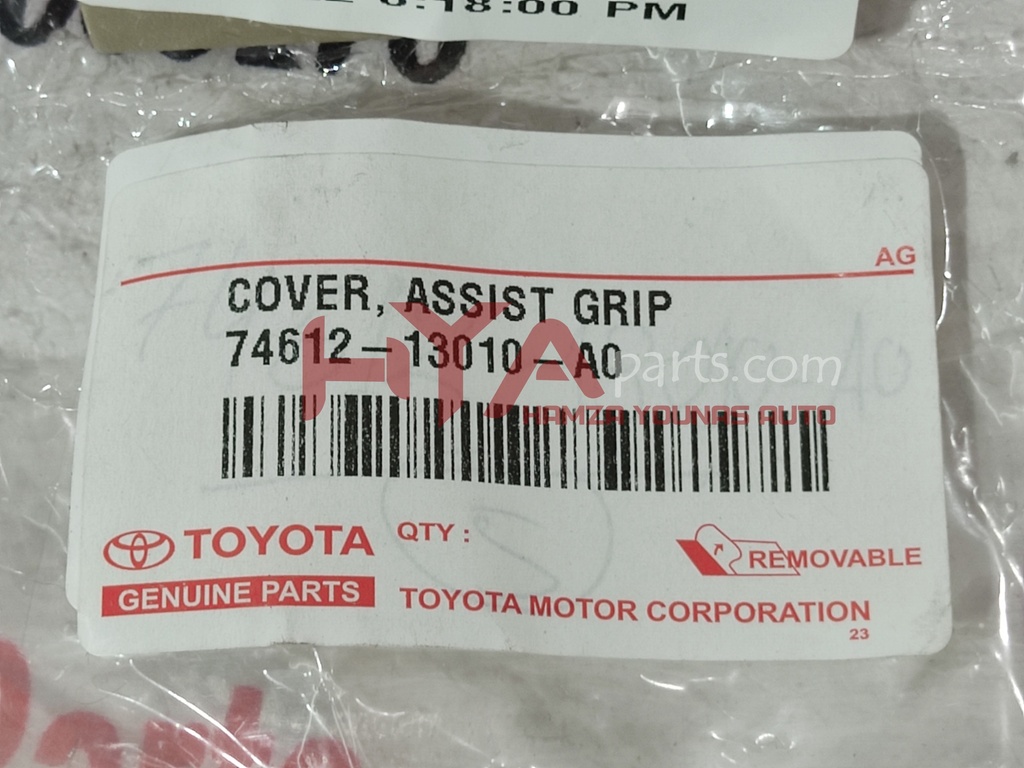 6:18:00 PM
AG
COVER, ASSIST GRIP
74612-13010-A0
HYAparts.com
HAMZA YOUNAS AUTO
TOYOTA
QTY :
REMOVABLE
GENUINE PARTS
TOYOTA MOTOR CORPORATION
23